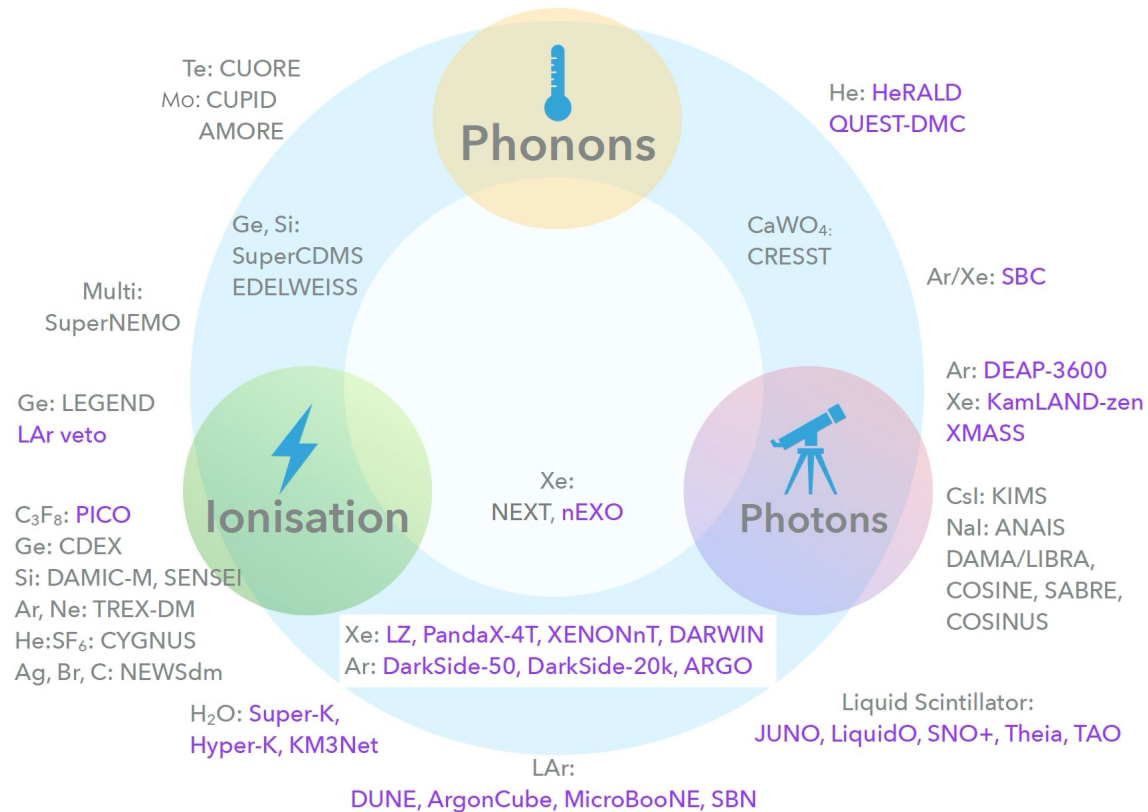 Te: CUORE
Mo: CUPID
AMORE
Phonons
He: HeRALD
QUEST-DMC
Ge, Si:
SuperCDMS
EDELWEISS
CaWO₄:
CRESST
Multi:
SuperNEMO
Ar/Xe: SBC
Ge: LEGEND
LAr veto
Ar: DEAP-3600
Xe: KamLAND-zen
XMASS
Ionisation
Xe:
NEXT, nEXO
Photons
C₃F₈: PICO
Ge: CDEX
Si: DAMIC-M, SENSEI
Ar, Ne: TREX-DM
He:SF₆: CYGNUS
Ag, Br, C: NEWSdm
CsI: KIMS
NaI: ANAIS
DAMA/LIBRA,
COSINE, SABRE,
COSINUS
Xe: LZ, PandaX-4T, XENONnT, DARWIN
Ar: DarkSide-50, DarkSide-20k, ARGO
H₂O: Super-K,
Hyper-K, KM3Net
Liquid Scintillator:
JUNO, LiquidO, SNO+, Theia, TAO
LAr:
DUNE, ArgonCube, MicroBooNE, SBN